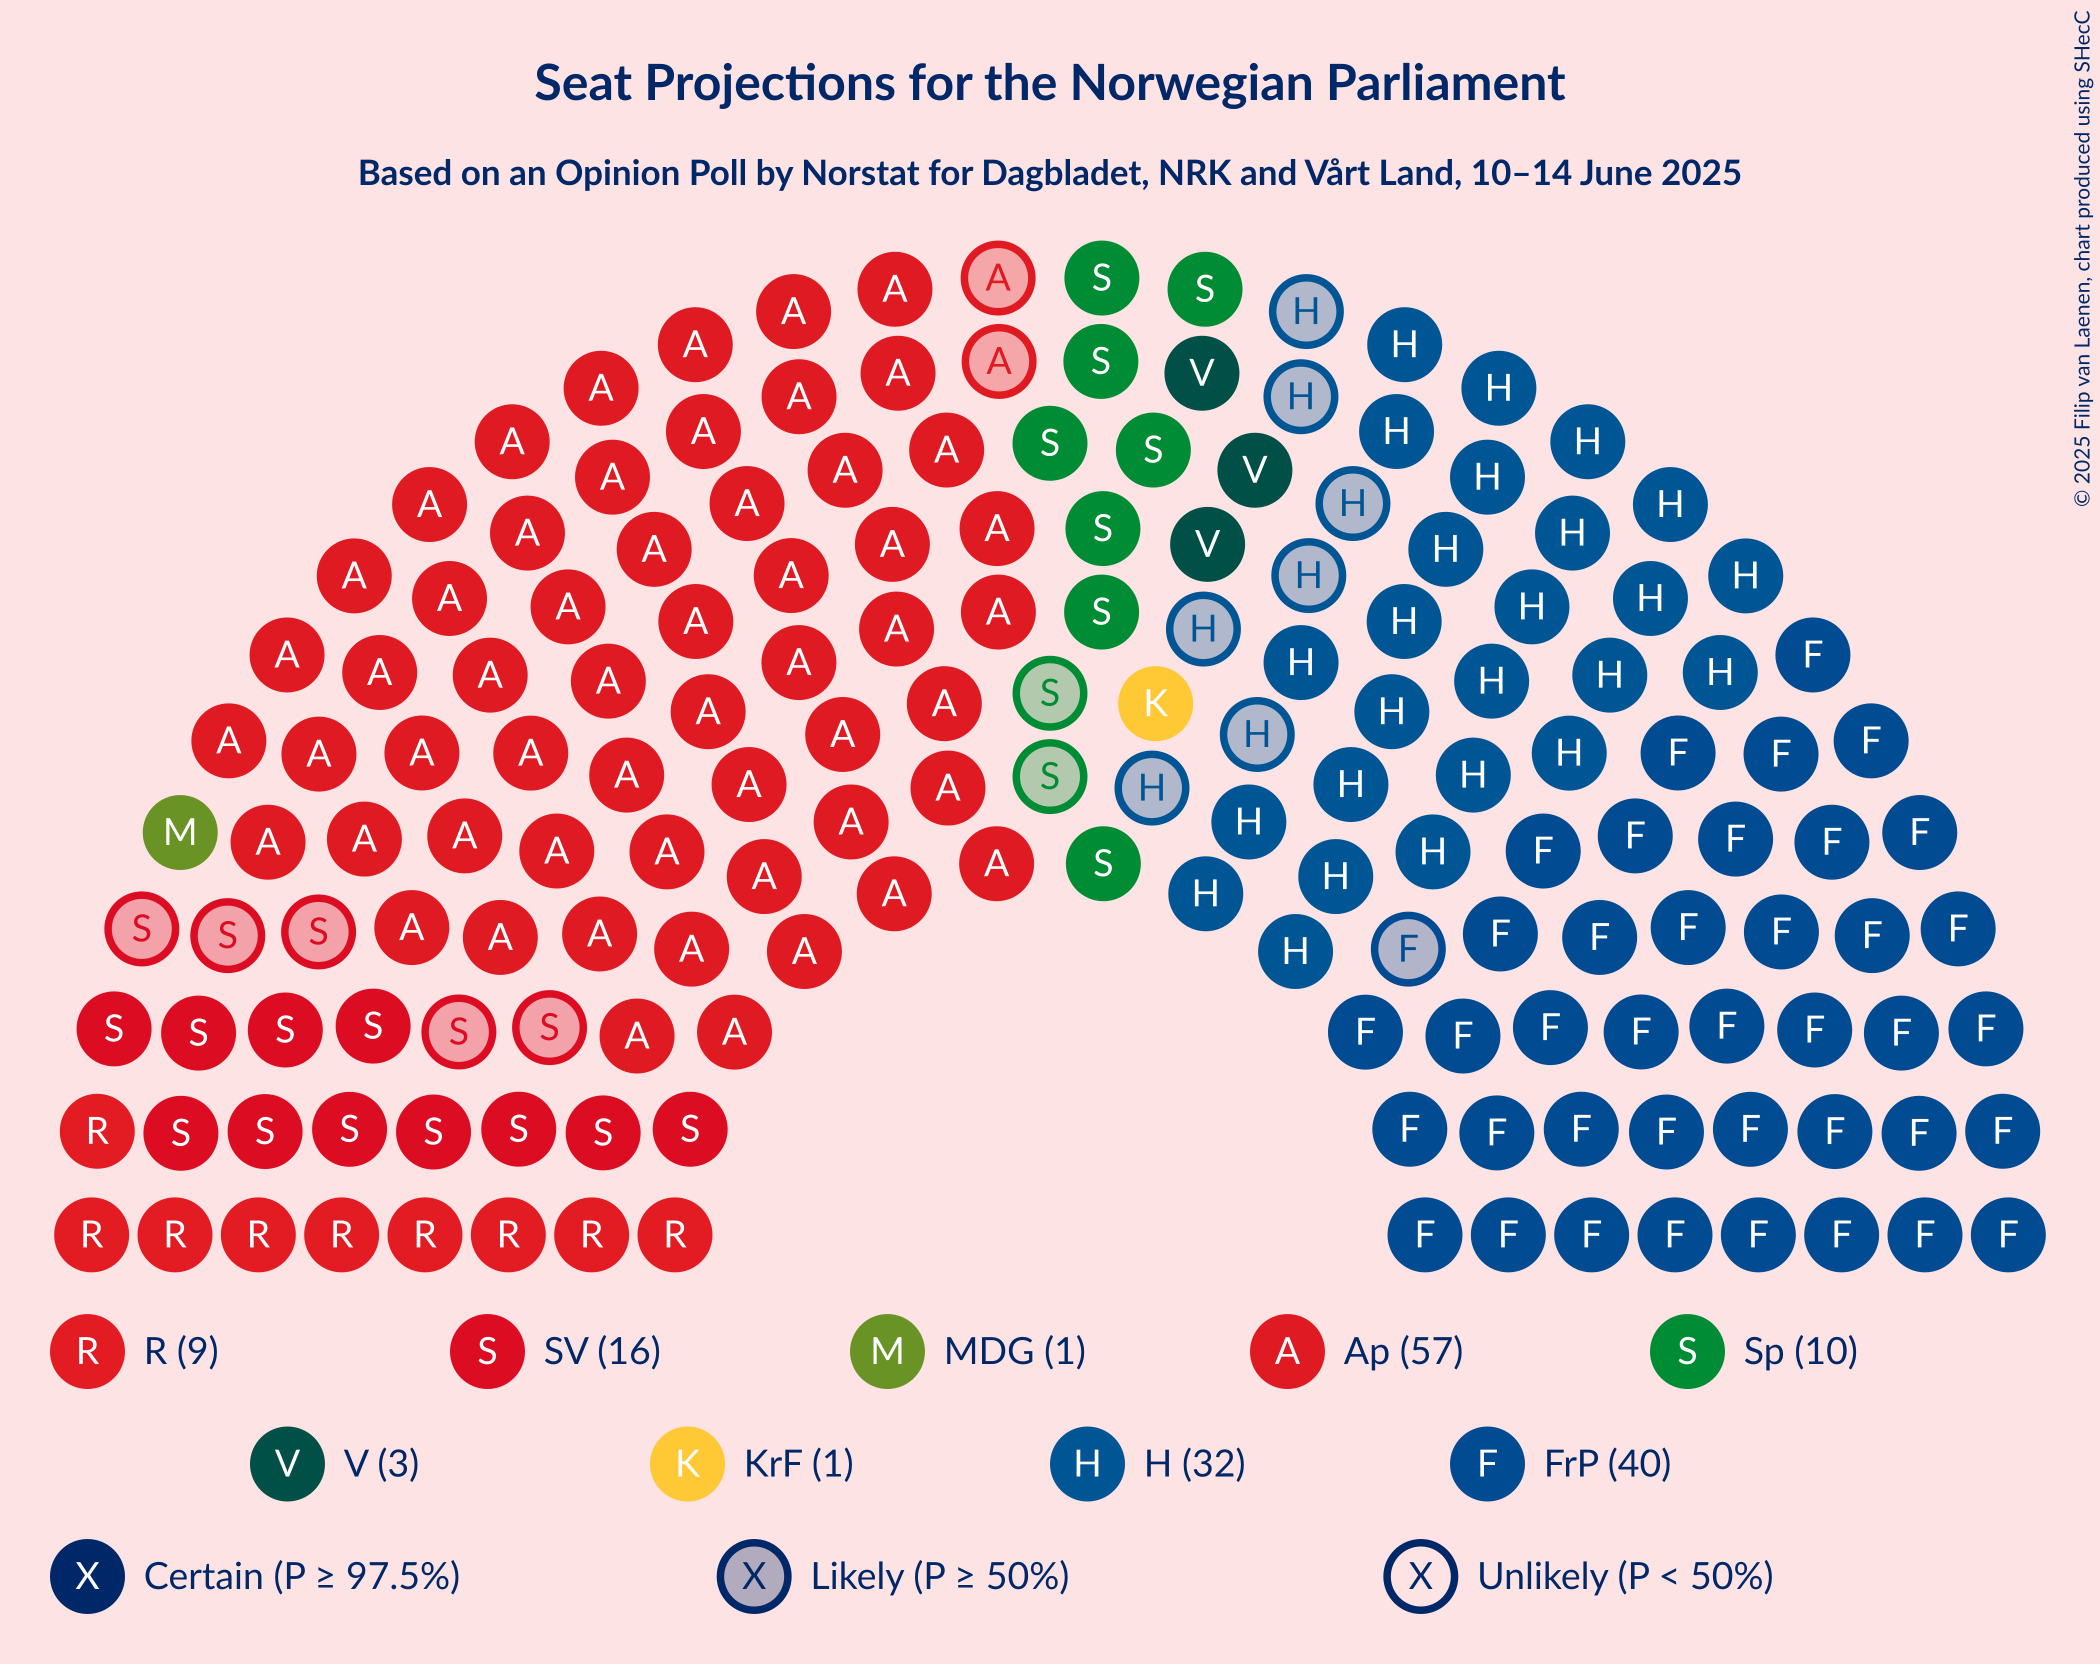 Seat Projections for the Norwegian Parliament
Based on an Opinion Poll by Norstat for Dagbladet, NRK and Vårt Land, 10–14 June 2025
© 2025 Filip van Laenen, chart produced using SHecC
A A A A S S H H
A A A A S V H H H
A A A A S S V H H H
A A A A A A S V H H H H
A A A A A A S H H H H H F
A A A A A A A S K H H H H H
A A A A A A A A S H H H H H F F F
M A A A A A A A A S H H H H F F F F F
S S S A A A A A H F F F F F F F
S S S S S S A A F F F F F F F F
R S S S S S S S F F F F F F F F
R R R R R R R R F F F F F F F F
R R (9) S SV (16) M MDG (1) A Ap (57) S Sp (10)
V V (3) K KrF (1) H H (32) F FrP (40)
X Certain (P ≥ 97.5%) X Likely (P ≥ 50%) X Unlikely (P < 50%)